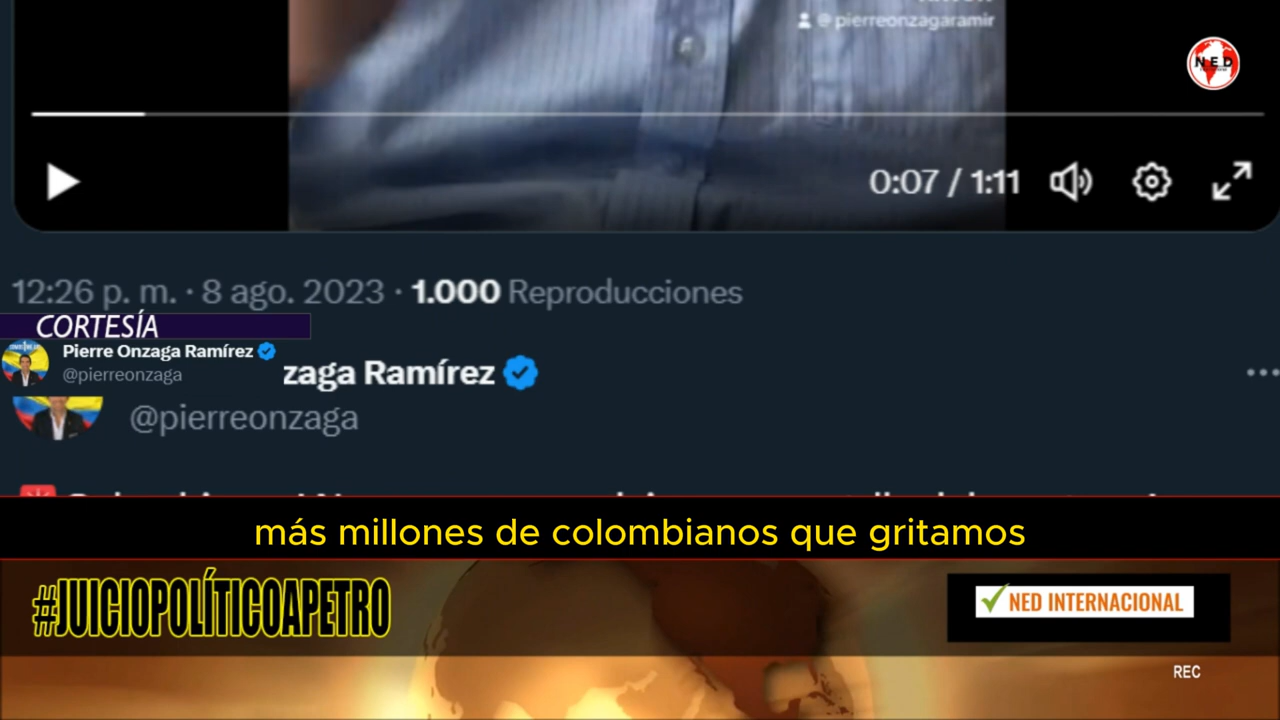 @pierreonzagaramir
NED
0:07 / 1:11
12:26 p. m. · 8 ago. 2023 · 1.000 Reproducciones
CORTESÍA
Pierre Onzaga Ramírez
@pierreonzaga
zaga Ramírez
@pierreonzaga
más millones de colombianos que gritamos
#JUICIOPOLÍTICOAPETRO
NED INTERNACIONAL
REC